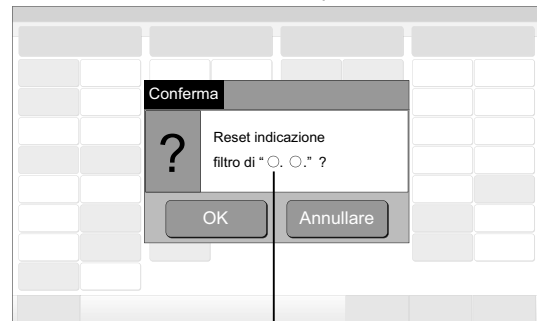 Conferma
?
Reset indicazione
filtro di “ ○. ○.” ?
OK
Annullare